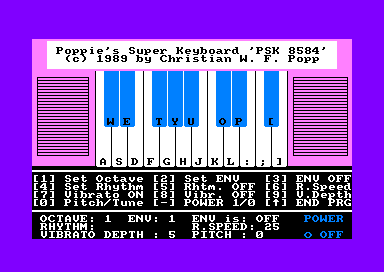 Poppie's Super Keyboard 'PSK 8584'
(c) 1989 by Christian W. F. Popp
W E T Y U O P [
A S D F G H J K L : ; ]
[1] Set Octave [2] Set ENV [3] ENV OFF
[4] Set Rhythm [5] Rhtm. OFF [6] R.Speed
[7] Vibrato ON [8] Vibr. OFF [9] V.Depth
[0] Pitch/Tune [-] POWER 1/0 [↑] END PRG
OCTAVE: 1 ENV: 1 ENV is: OFF POWER
RHYTHM: R.SPEED: 25
VIBRATO DEPTH : 5 PITCH : 0 o OFF